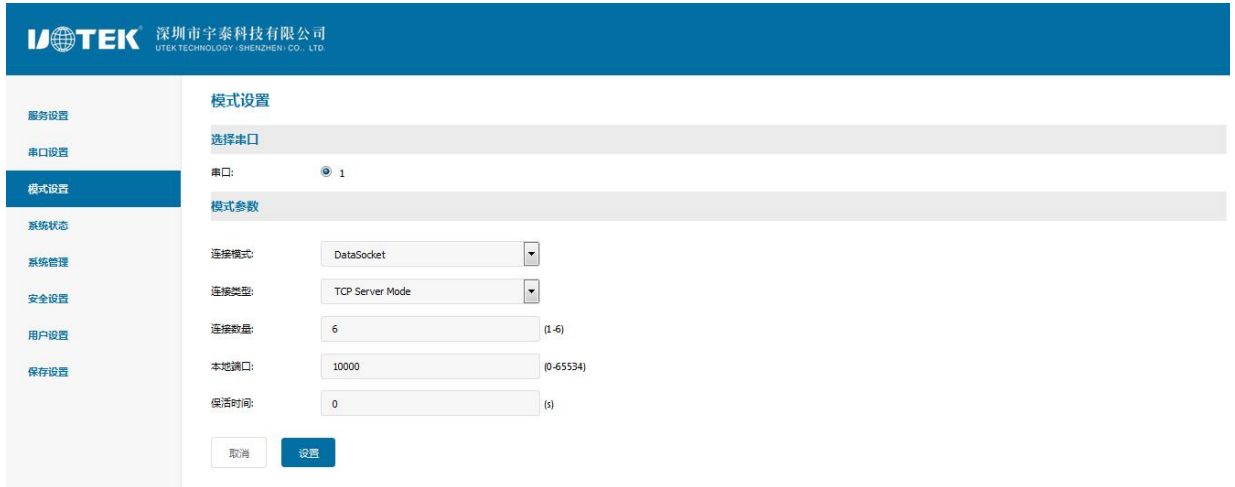 UTEK 深圳市宇泰科技有限公司
UTEK TECHNOLOGY (SHENZHEN) CO., LTD.
服务设置
串口设置
模式设置
系统状态
系统管理
安全设置
用户设置
保存设置
模式设置
选择串口
串口: 1
模式参数
连接模式: DataSocket
连接类型: TCP Server Mode
连接数量: 6 (1-6)
本地端口: 10000 (0-65534)
保活时间: 0 (s)
取消 设置